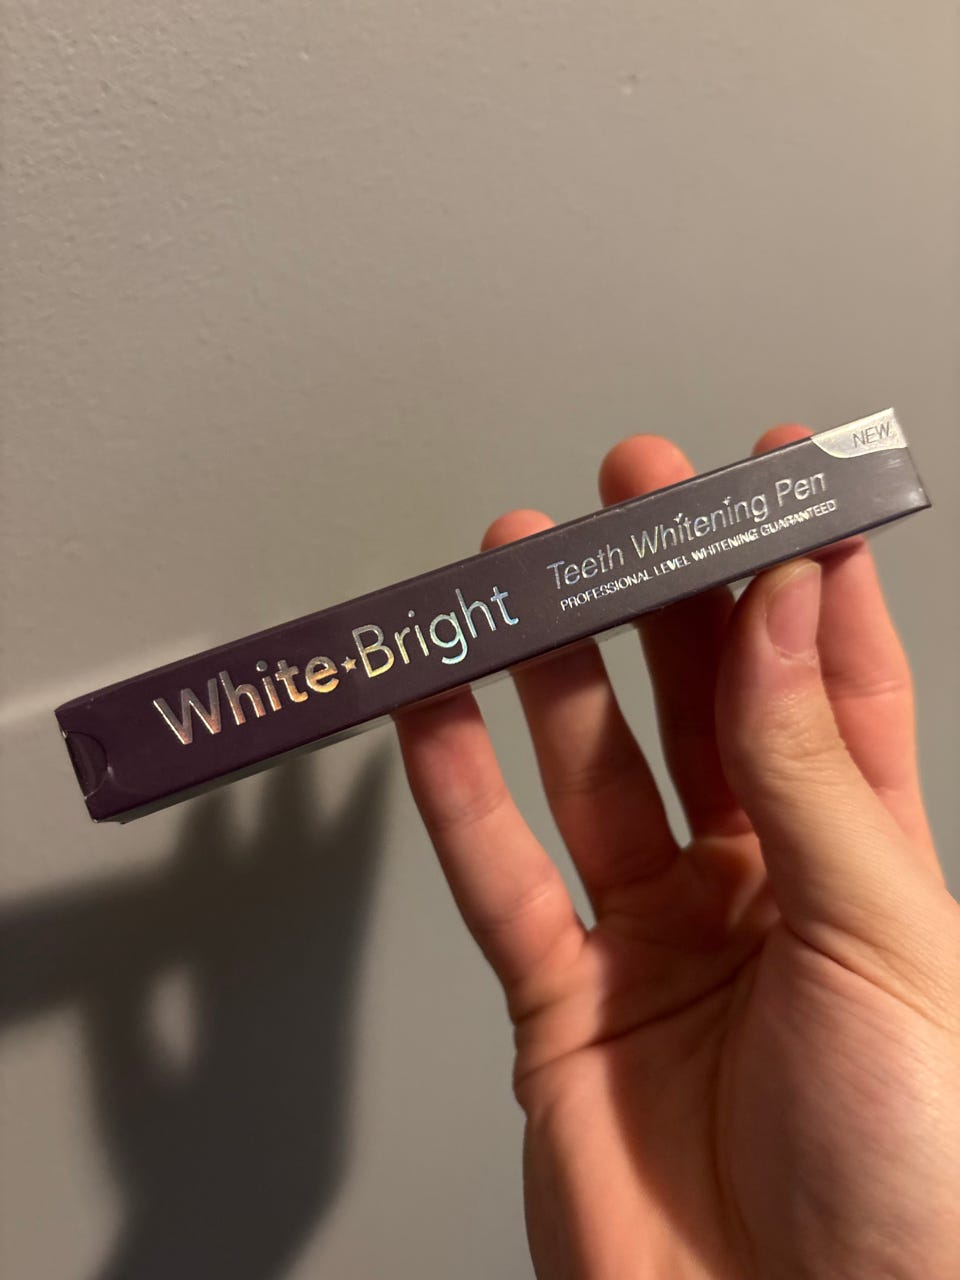 White★Bright
Teeth Whitening Pen
PROFESSIONAL LEVEL WHITENING GUARANTEED
NEW